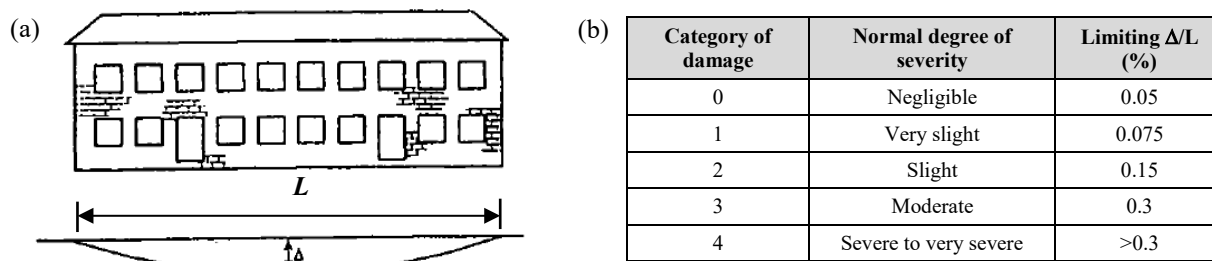 (a)
L
Δ
(b)
Category of damage Normal degree of severity Limiting Δ/L (%)
0 Negligible 0.05
1 Very slight 0.075
2 Slight 0.15
3 Moderate 0.3
4 Severe to very severe >0.3